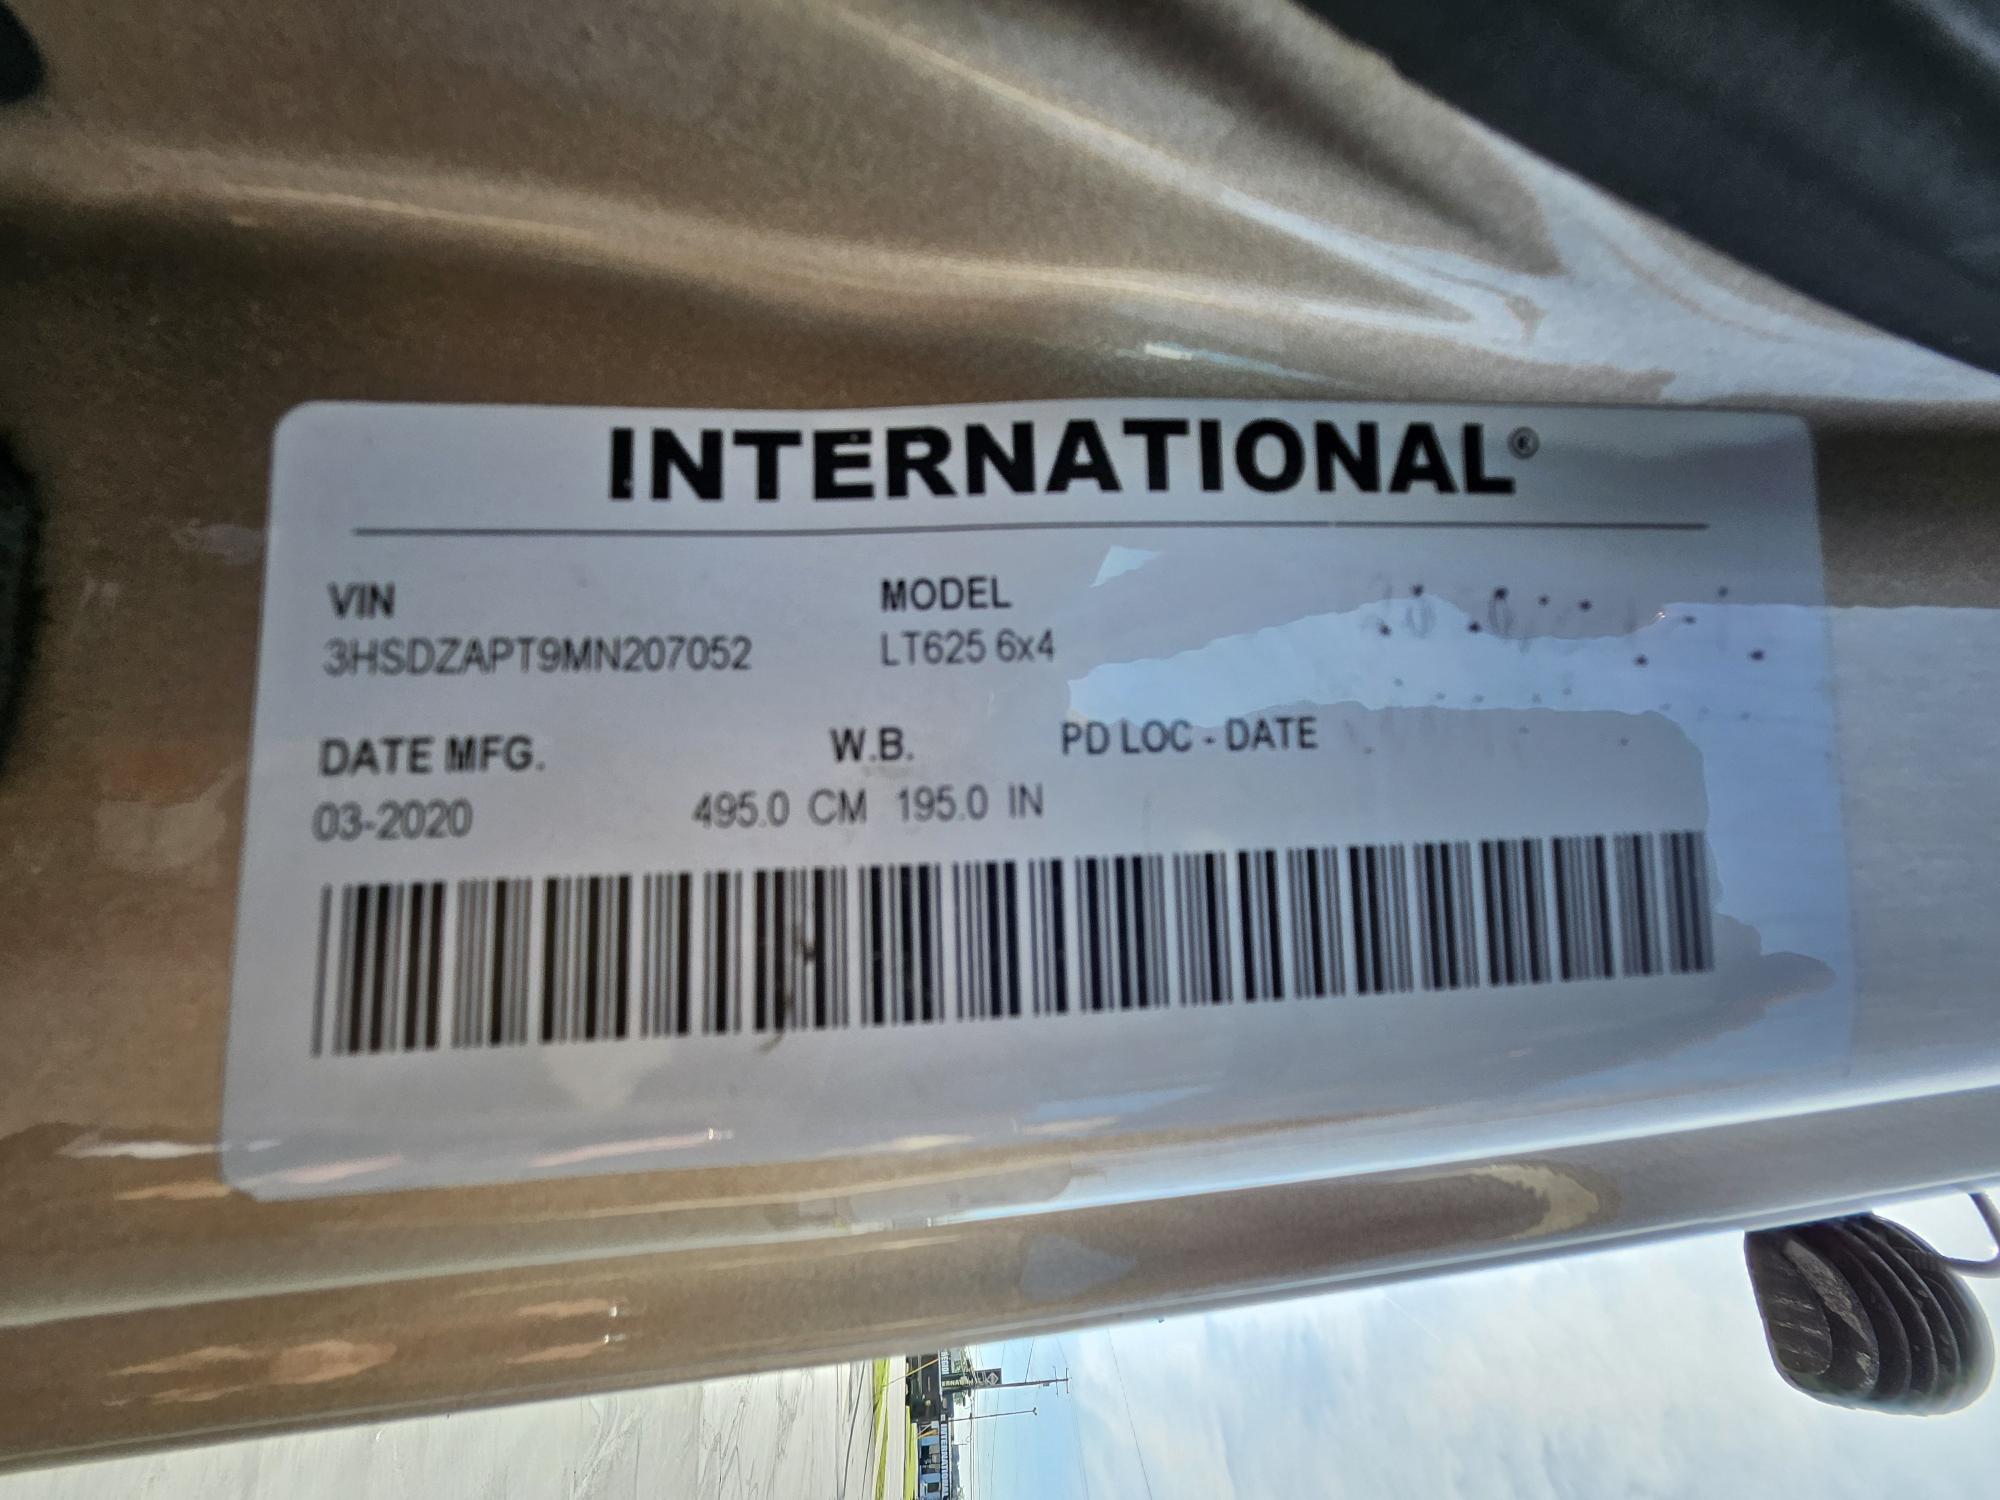 INTERNATIONAL®
VIN
3HSDZAPT9MN207052
MODEL
LT625 6x4
DATE MFG.
03-2020
W.B.
495.0 CM 195.0 IN
PD LOC - DATE
INTERNATIONAL